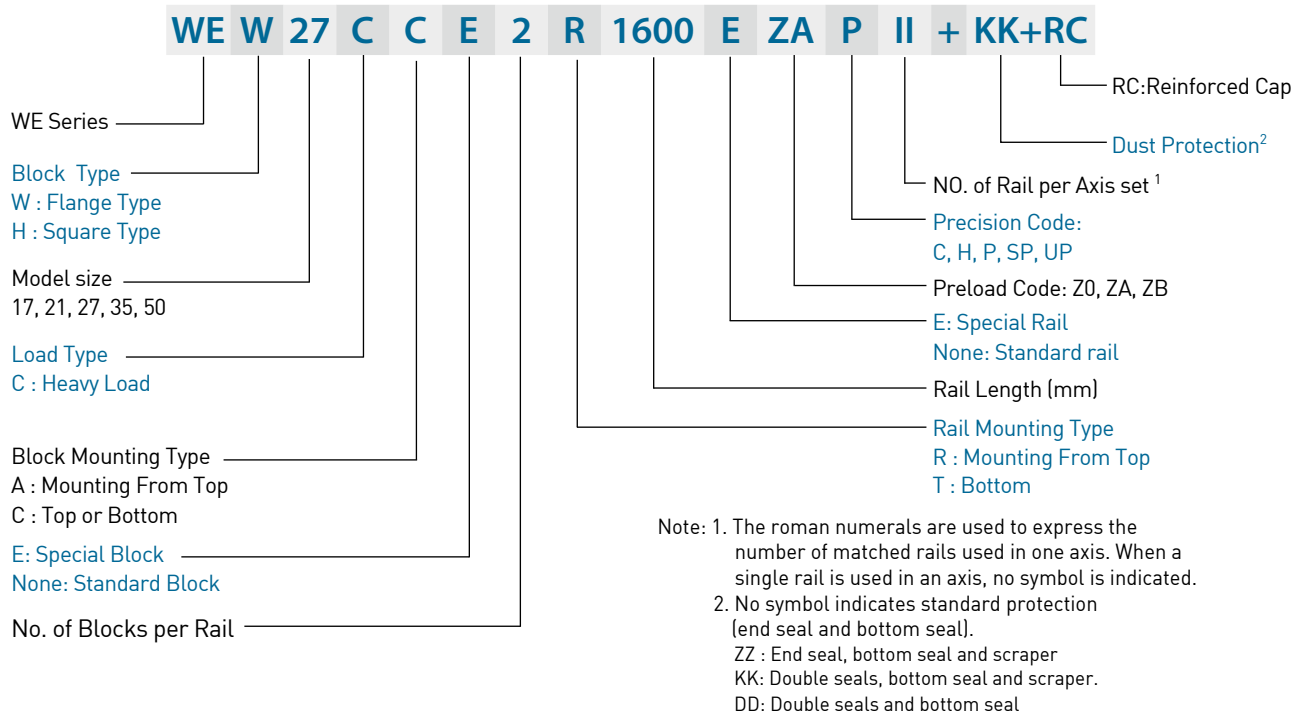 WE W 27 C C E 2 R 1600 E ZA P II + KK+RC
WE Series
Block Type
W : Flange Type
H : Square Type
Model size
17, 21, 27, 35, 50
Load Type
C : Heavy Load
Block Mounting Type
A : Mounting From Top
C : Top or Bottom
E: Special Block
None: Standard Block
No. of Blocks per Rail
RC:Reinforced Cap
Dust Protection2
NO. of Rail per Axis set 1
Precision Code:
C, H, P, SP, UP
Preload Code: Z0, ZA, ZB
E: Special Rail
None: Standard rail
Rail Length (mm)
Rail Mounting Type
R : Mounting From Top
T : Bottom
Note: 1. The roman numerals are used to express the
number of matched rails used in one axis. When a
single rail is used in an axis, no symbol is indicated.
2. No symbol indicates standard protection
(end seal and bottom seal).
ZZ : End seal, bottom seal and scraper
KK: Double seals, bottom seal and scraper.
DD: Double seals and bottom seal